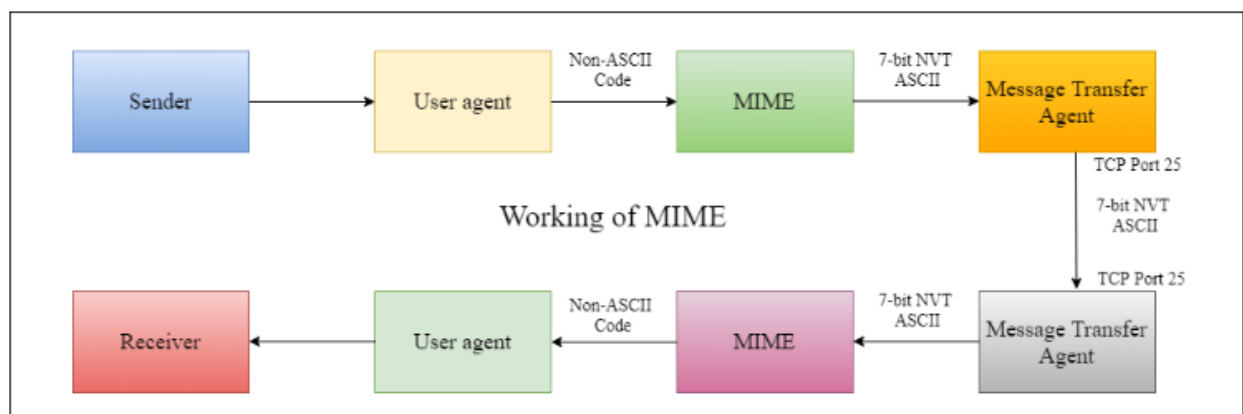 Sender
User agent
Non-ASCII
Code
MIME
7-bit NVT
ASCII
Message Transfer
Agent
TCP Port 25
7-bit NVT
ASCII
Working of MIME
TCP Port 25
Receiver
User agent
Non-ASCII
Code
MIME
7-bit NVT
ASCII
Message Transfer
Agent